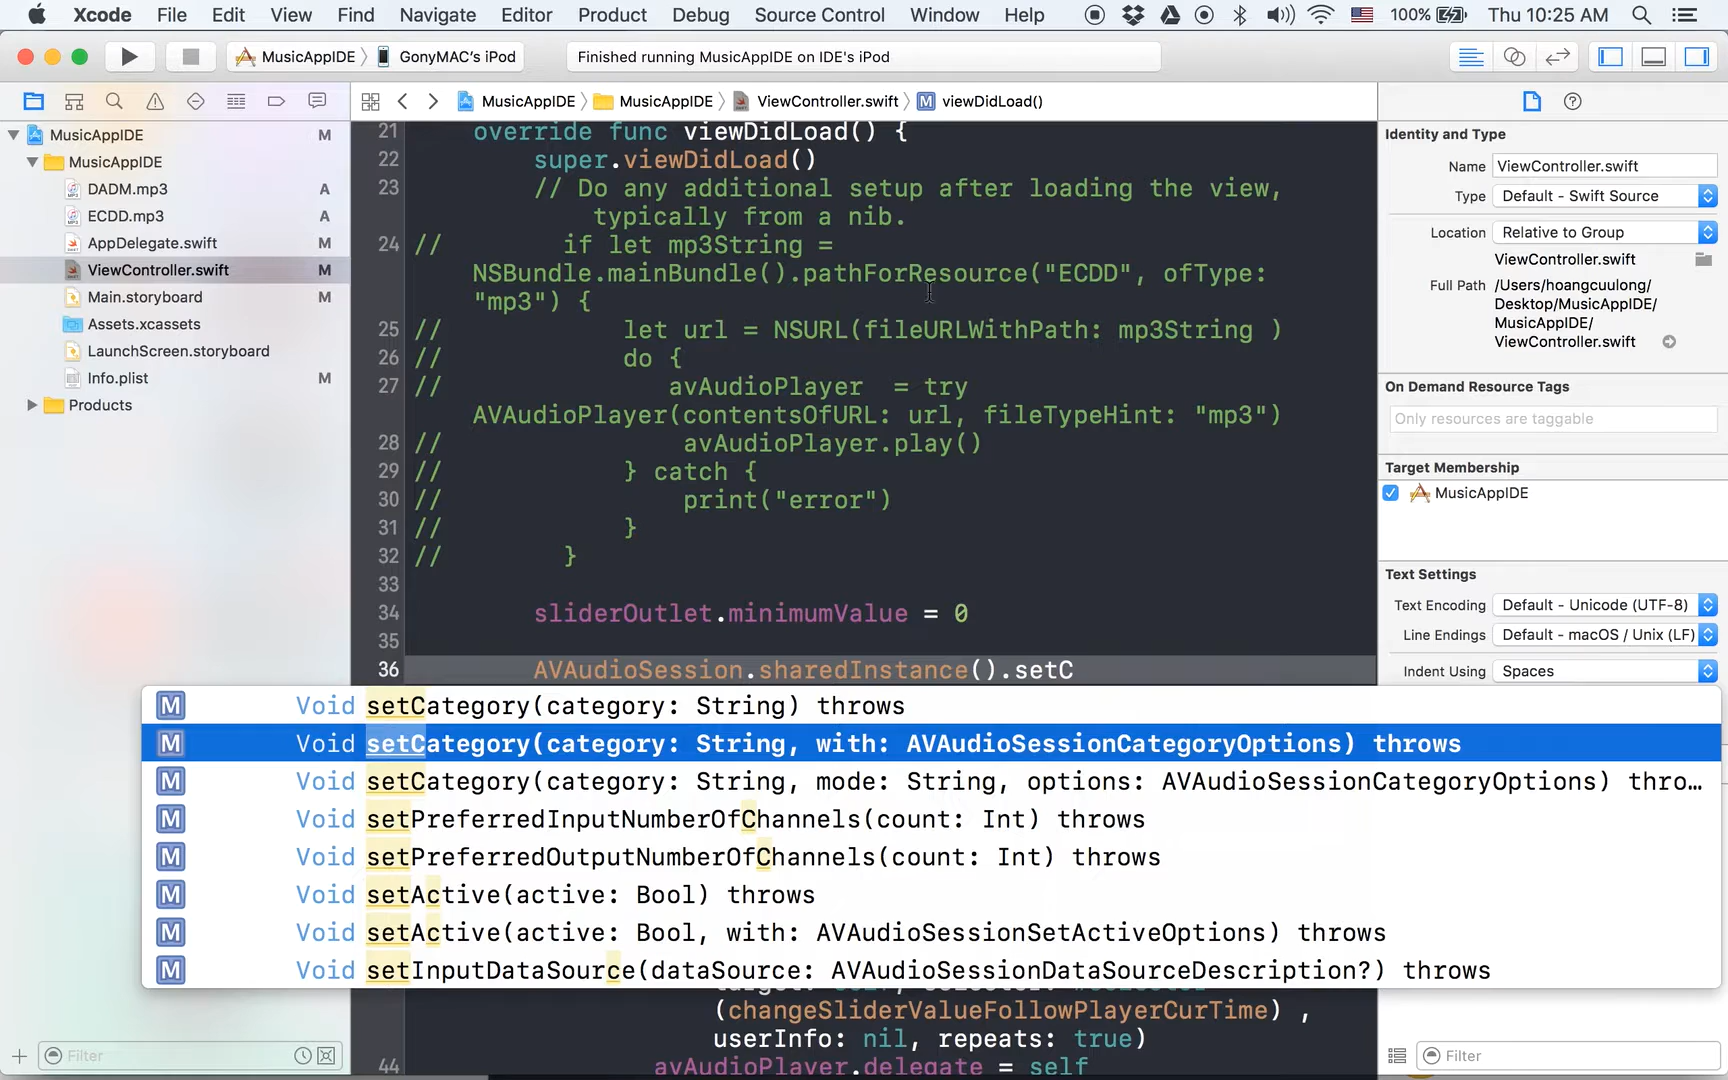 Xcode File Edit View Find Navigate Editor Product Debug Source Control Window Help 100% Thu 10:25 AM
MusicAppIDE GonyMAC's iPod Finished running MusicAppIDE on IDE's iPod
MusicAppIDE MusicAppIDE ViewController.swift M viewDidLoad()
MusicAppIDE M
MusicAppIDE
DADM.mp3 A
ECDD.mp3 A
AppDelegate.swift M
ViewController.swift M
Main.storyboard M
Assets.xcassets
LaunchScreen.storyboard
Info.plist M
Products
Filter
21 override func viewDidLoad() {
22 super.viewDidLoad()
23 // Do any additional setup after loading the view,
typically from a nib.
24 // if let mp3String =
NSBundle.mainBundle().pathForResource("ECDD", ofType:
"mp3") {
25 // let url = NSURL(fileURLWithPath: mp3String )
26 // do {
27 // avAudioPlayer = try
AVAudioPlayer(contentsOfURL: url, fileTypeHint: "mp3")
28 // avAudioPlayer.play()
29 // } catch {
30 // print("error")
31 // }
32 // }
33
34 sliderOutlet.minimumValue = 0
35
36 AVAudioSession.sharedInstance().setC
M Void setCategory(category: String) throws
M Void setCategory(category: String, with: AVAudioSessionCategoryOptions) throws
M Void setCategory(category: String, mode: String, options: AVAudioSessionCategoryOptions) thro…
M Void setPreferredInputNumberOfChannels(count: Int) throws
M Void setPreferredOutputNumberOfChannels(count: Int) throws
M Void setActive(active: Bool) throws
M Void setActive(active: Bool, with: AVAudioSessionSetActiveOptions) throws
M Void setInputDataSource(dataSource: AVAudioSessionDataSourceDescription?) throws
(changeSliderValueFollowPlayerCurTime) ,
userInfo: nil, repeats: true)
44 avAudioPlayer.delegate = self
Identity and Type
Name ViewController.swift
Type Default - Swift Source
Location Relative to Group
ViewController.swift
Full Path /Users/hoangcuulong/
Desktop/MusicAppIDE/
MusicAppIDE/
ViewController.swift
On Demand Resource Tags
Only resources are taggable
Target Membership
MusicAppIDE
Text Settings
Text Encoding Default - Unicode (UTF-8)
Line Endings Default - macOS / Unix (LF)
Indent Using Spaces
Filter